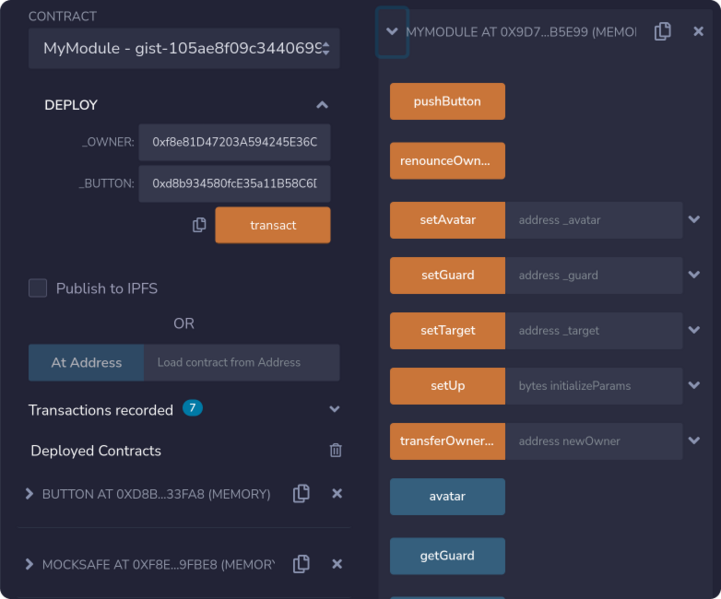 CONTRACT
MyModule - gist-105ae8f09c3440699
DEPLOY
_OWNER: 0xf8e81D47203A594245E36C
_BUTTON: 0xd8b934580fcE35a11B58C6D
transact
Publish to IPFS
OR
At Address Load contract from Address
Transactions recorded 7
Deployed Contracts
BUTTON AT 0XD8B...33FA8 (MEMORY)
MOCKSAFE AT 0XF8E...9FBE8 (MEMORY
MYMODULE AT 0X9D7...B5E99 (MEMOR
pushButton
renounceOwn...
setAvatar address _avatar
setGuard address _guard
setTarget address _target
setUp bytes initializeParams
transferOwner... address newOwner
avatar
getGuard